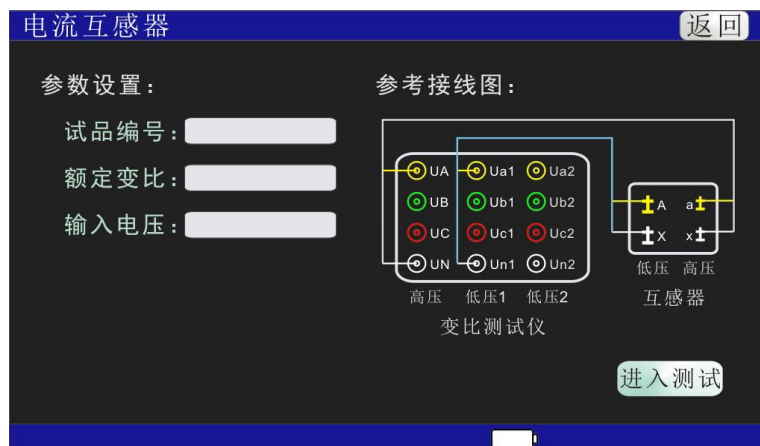 电流互感器 返回
参数设置：
试品编号：
额定变比：
输入电压：
参考接线图：
UA Ua1 Ua2
UB Ub1 Ub2
UC Uc1 Uc2
UN Un1 Un2
高压 低压1 低压2
变比测试仪
A a
X x
低压 高压
互感器
进入测试